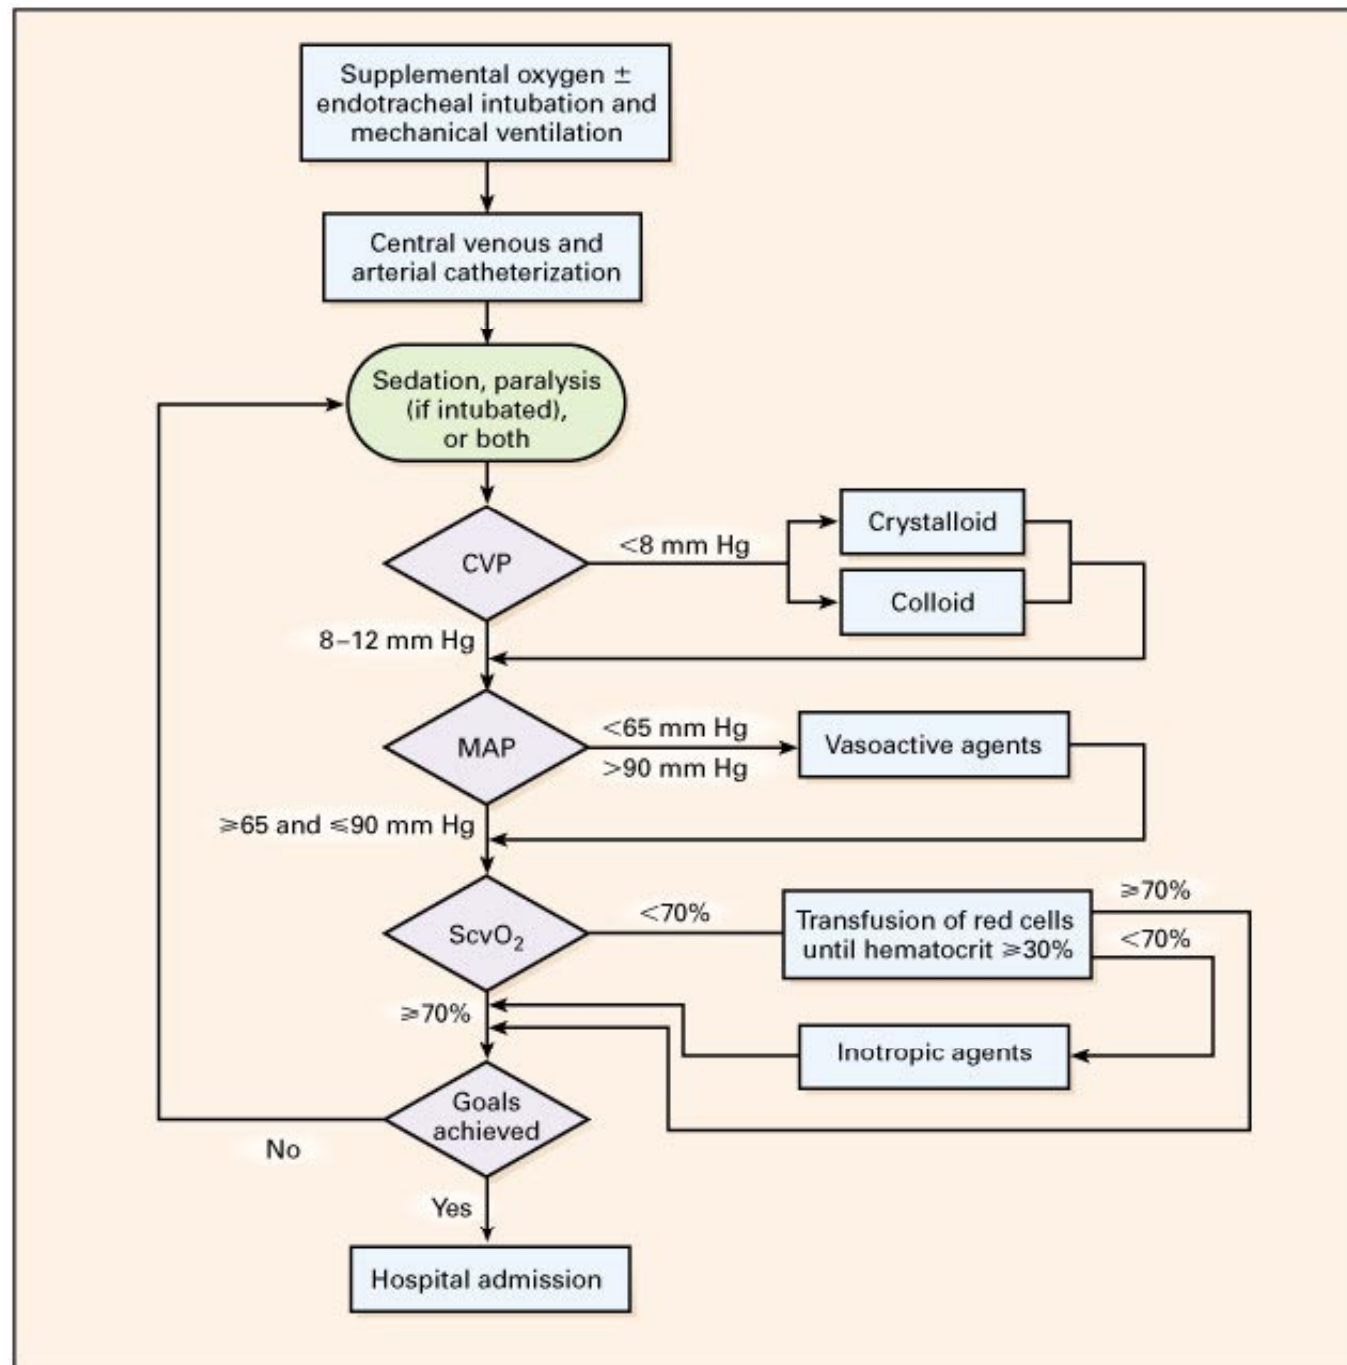 Supplemental oxygen ±
endotracheal intubation and
mechanical ventilation
Central venous and
arterial catheterization
Sedation, paralysis
(if intubated),
or both
CVP
<8 mm Hg
Crystalloid
Colloid
8–12 mm Hg
MAP
<65 mm Hg
>90 mm Hg
Vasoactive agents
⩾65 and ⩽90 mm Hg
ScvO₂
<70%
Transfusion of red cells
until hematocrit ⩾30%
⩾70%
<70%
⩾70%
Inotropic agents
Goals
achieved
No
Yes
Hospital admission